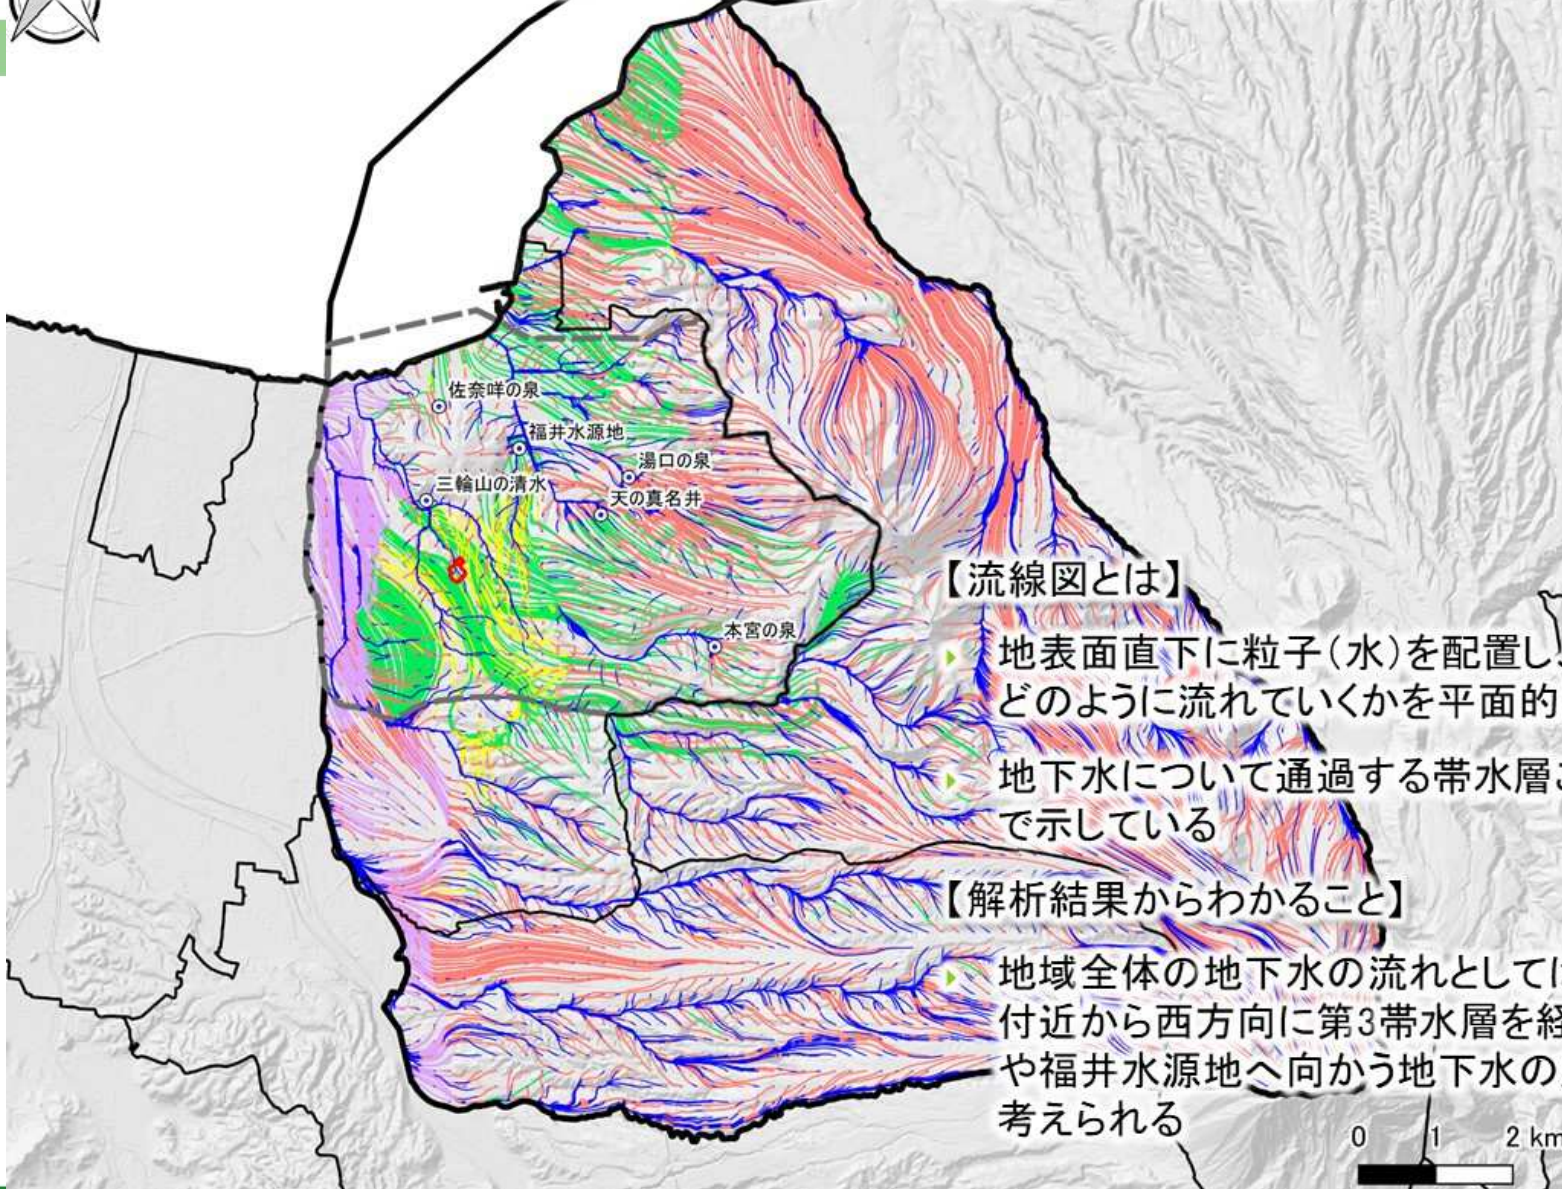 佐奈咩の泉
福井水源地
湯口の泉
三輪山の清水
天の真名井
本宮の泉
【流線図とは】
地表面直下に粒子（水）を配置し、
どのように流れていくかを平面的
地下水について通過する帯水層
で示している
【解析結果からわかること】
地域全体の地下水の流れとして
付近から西方向に第3帯水層を経
や福井水源地へ向かう地下水の
考えられる
0 1 2 km